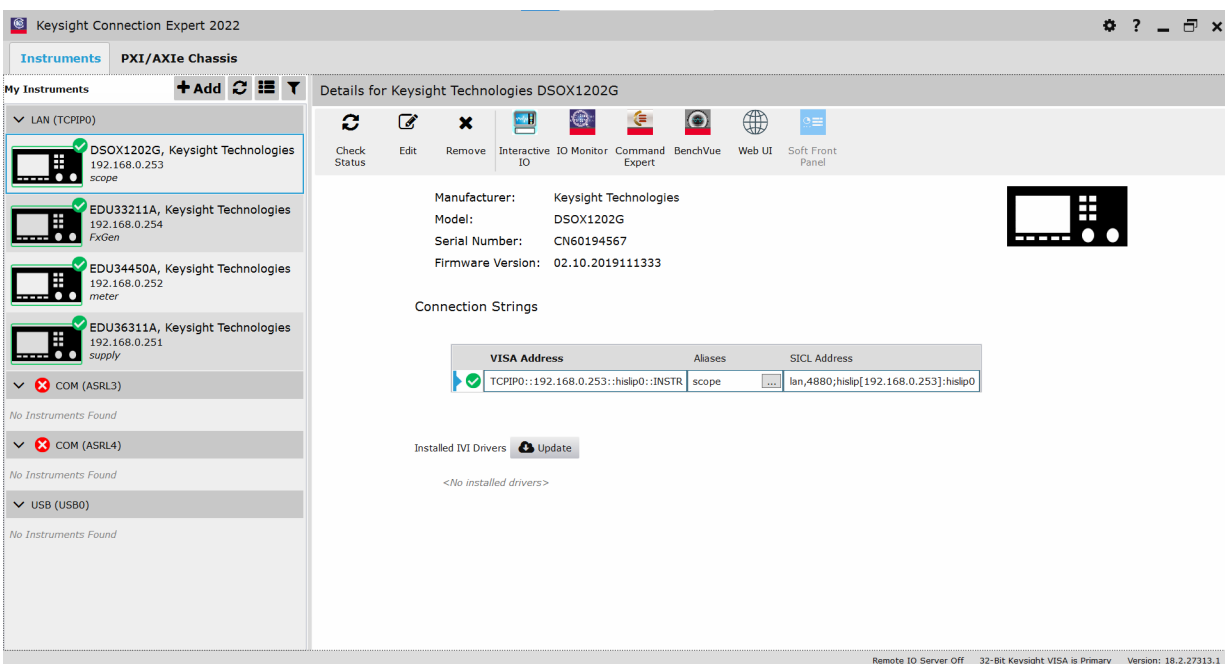 Keysight Connection Expert 2022
Instruments PXI/AXIe Chassis
My Instruments
Add
LAN (TCPIP0)
DSOX1202G, Keysight Technologies
192.168.0.253
scope
EDU33211A, Keysight Technologies
192.168.0.254
FxGen
EDU34450A, Keysight Technologies
192.168.0.252
meter
EDU36311A, Keysight Technologies
192.168.0.251
supply
COM (ASRL3)
No Instruments Found
COM (ASRL4)
No Instruments Found
USB (USB0)
No Instruments Found
Details for Keysight Technologies DSOX1202G
Check Status
Edit
Remove
Interactive IO
IO Monitor
Command Expert
BenchVue
Web UI
Soft Front Panel
Manufacturer: Keysight Technologies
Model: DSOX1202G
Serial Number: CN60194567
Firmware Version: 02.10.2019111333
Connection Strings
VISA Address Aliases SICL Address
TCPIP0::192.168.0.253::hislip0::INSTR scope ... lan,4880;hislip[192.168.0.253]:hislip0
Installed IVI Drivers Update
<No installed drivers>
Remote IO Server Off 32-Bit Keysight VISA is Primary Version: 18.2.27313.1